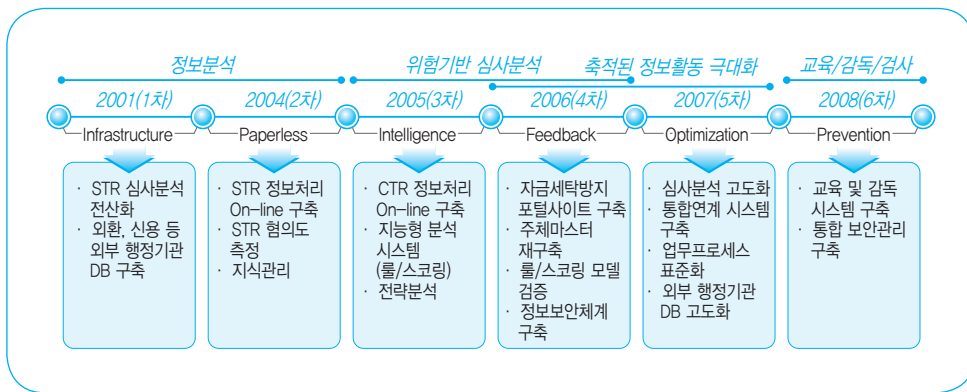 정보분석
위험기반 심사분석
축적된 정보활동 극대화
교육/감독/검사
2001(1차)
2004(2차)
2005(3차)
2006(4차)
2007(5차)
2008(6차)
Infrastructure
Paperless
Intelligence
Feedback
Optimization
Prevention
· STR 심사분석
전산화
· 외환, 신용 등
외부 행정기관
DB 구축
· STR 정보처리
On-line 구축
· STR 혐의도
측정
· 지식관리
· CTR 정보처리
On-line 구축
· 지능형 분석
시스템
(룰/스코링)
· 전략분석
· 자금세탁방지
포털사이트 구축
· 주체마스터
재구축
· 룰/스코링 모델
검증
· 정보보안체계
구축
· 심사분석 고도화
· 통합연계 시스템
구축
· 업무프로세스
표준화
· 외부 행정기관
DB 고도화
· 교육 및 감독
시스템 구축
· 통합 보안관리
구축